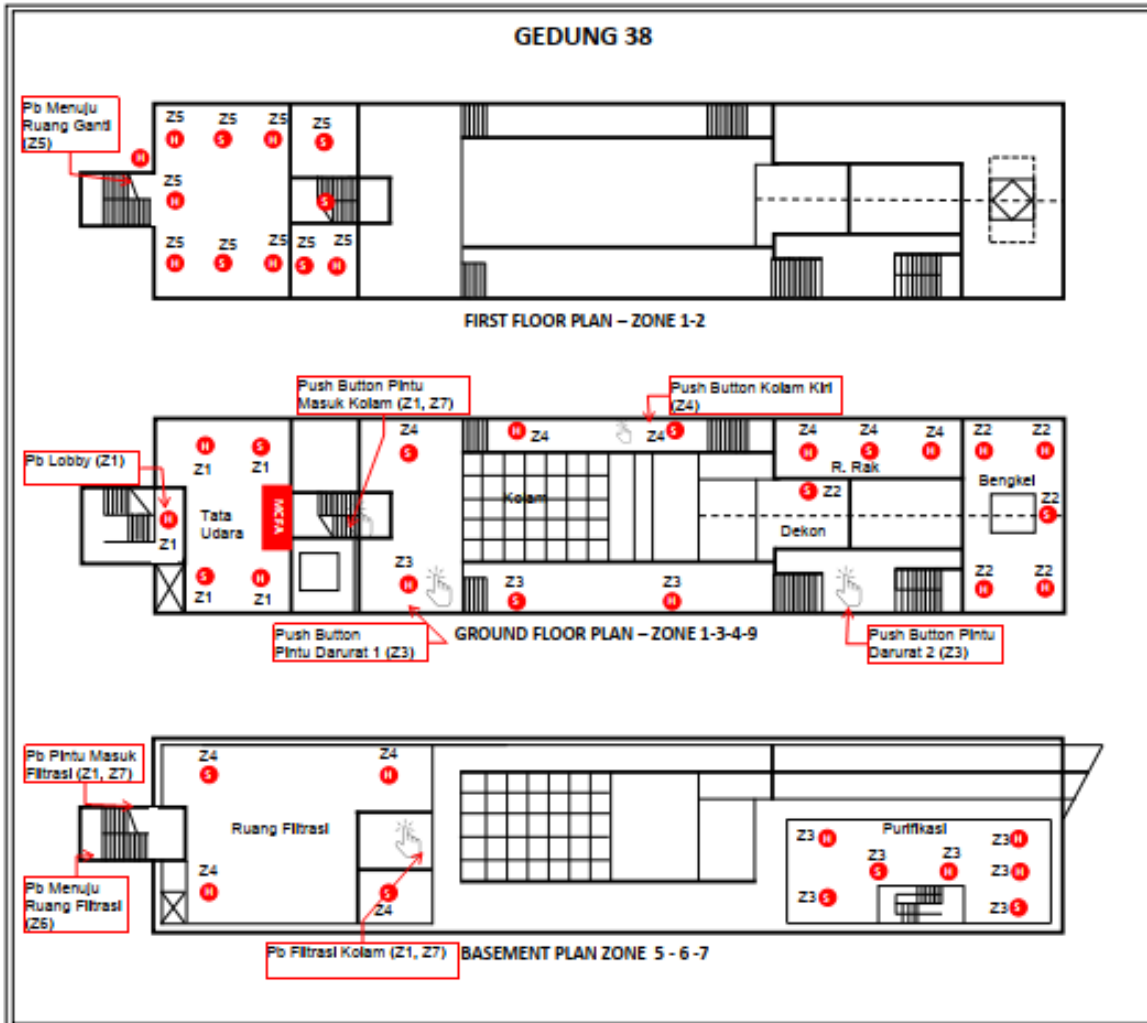 GEDUNG 38
Pb Menuju
Ruang Ganti
(Z5)
Z5 Z5 Z5 Z5
H S H S
H
Z5
H S
Z5 Z5 Z5 Z5 Z5
H S H S H
FIRST FLOOR PLAN – ZONE 1-2
Push Button Pintu
Masuk Kolam (Z1, Z7)
Push Button Kolam Kiri
(Z4)
Pb Lobby (Z1)
Z4 H Z4 Z4 S Z4 Z4 Z4 Z2 Z2
H S S H S H H H
Z1 Z1 R. Rak
Bengkel
Kolam
S Z2 Z2
S
H
Z1
Tata
Udara
MCFA
Dekon
Z3 Z3 Z3 Z2 Z2
S H H S H H H
Z1 Z1
Push Button
Pintu Darurat 1 (Z3)
GROUND FLOOR PLAN – ZONE 1-3-4-9
Push Button Pintu
Darurat 2 (Z3)
Pb Pintu Masuk
Filtrasi (Z1, Z7)
Z4 Z4
S H
Ruang Filtrasi
Purifikasi
Z3 H Z3 H
Z3 Z3
S H H
Z4
H S
Z4
Z3 S Z3 S
Pb Menuju
Ruang Filtrasi
(Z6)
Pb Filtrasi Kolam (Z1, Z7)
BASEMENT PLAN ZONE 5 - 6 -7